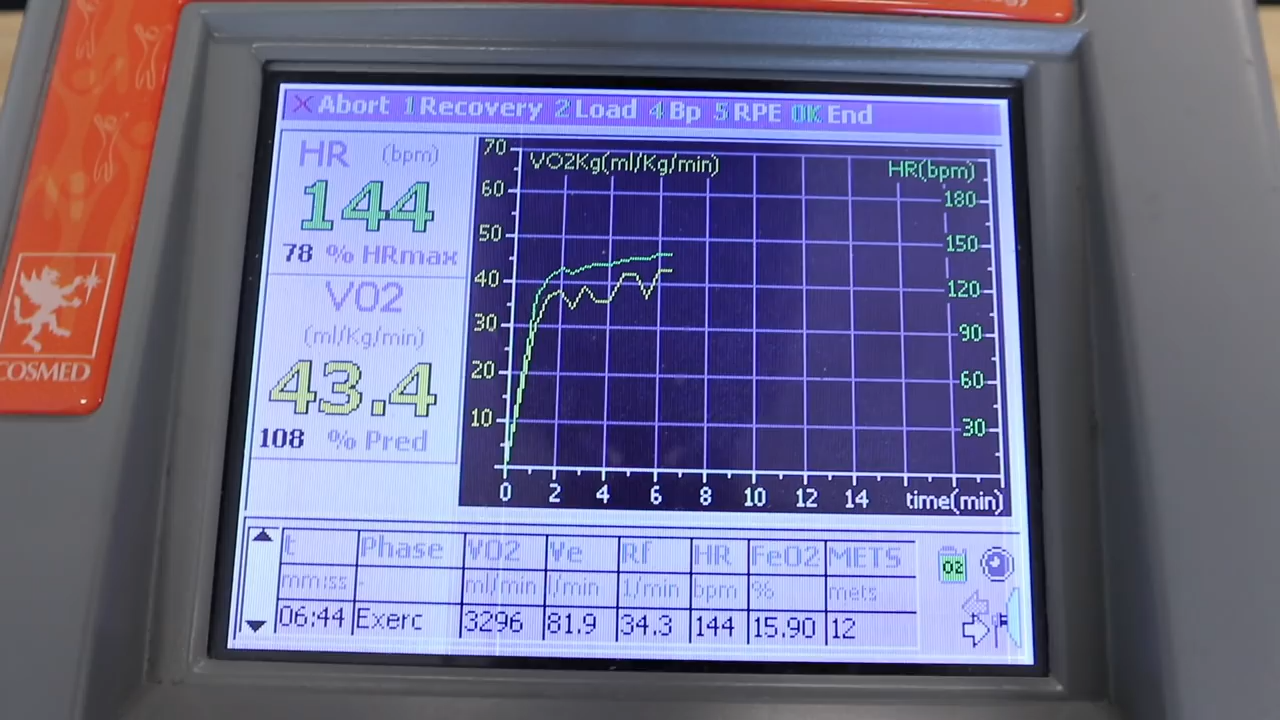 × Abort 1 Recovery 2 Load 4 Bp 5 RPE OK End
HR (bpm)
144
78 % HRmax
VO2
(ml/Kg/min)
43.4
108 % Pred
VO2Kg(ml/Kg/min)
HR(bpm)
70
60
50
40
30
20
10
180
150
120
90
60
30
0 2 4 6 8 10 12 14 time(min)
t Phase VO2 Ve Rf HR FeO2 METS
mm:ss - ml/min l/min 1/min bpm % mets
06:44 Exerc 3296 81.9 34.3 144 15.90 12
O2
COSMED